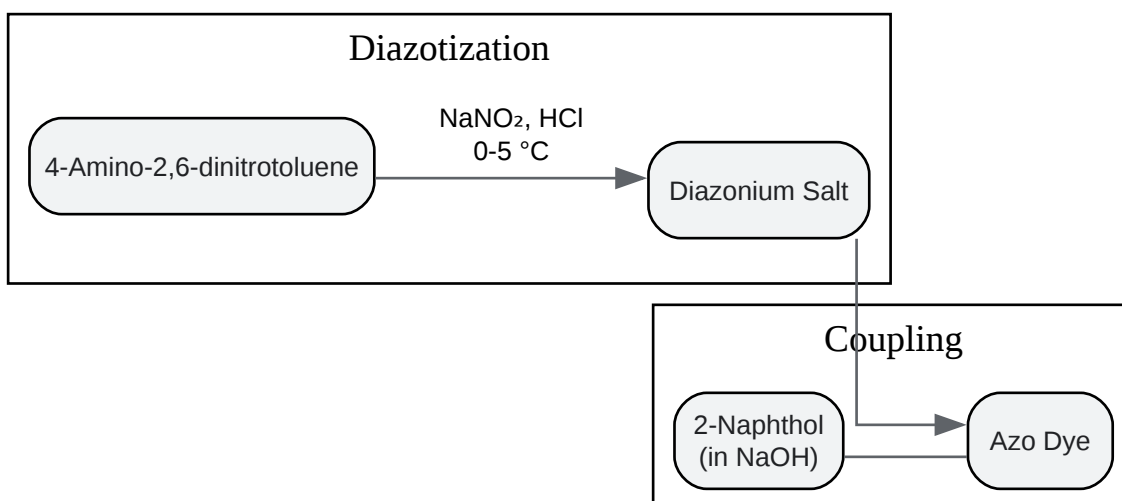 Diazotization
4-Amino-2,6-dinitrotoluene
NaNO₂, HCl
0-5 °C
Diazonium Salt
Coupling
2-Naphthol
(in NaOH)
Azo Dye